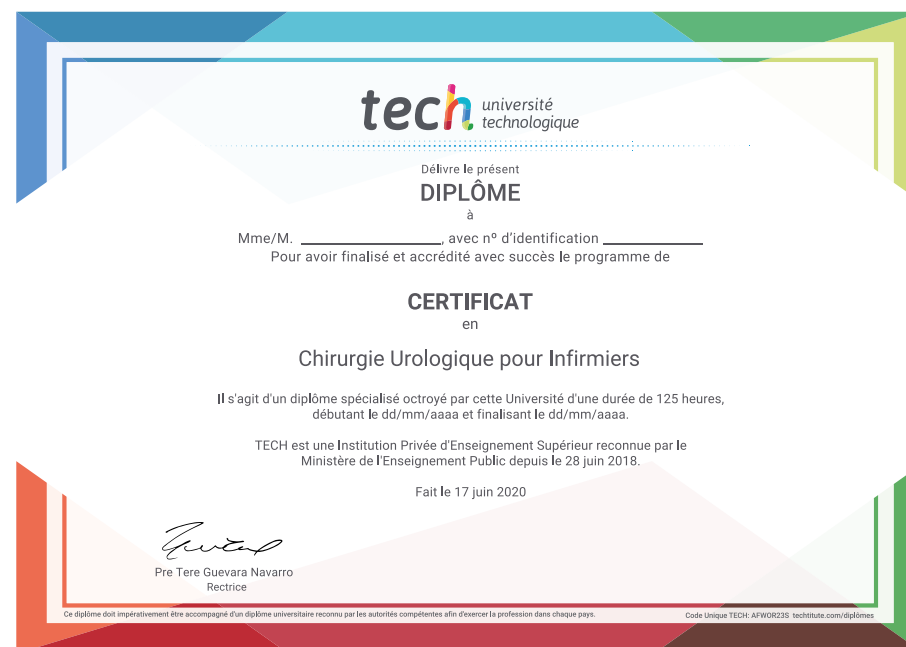 tech université
technologique
Délivre le présent
DIPLÔME
à
Mme/M. ____________________, avec nº d'identification ______________
Pour avoir finalisé et accrédité avec succès le programme de
CERTIFICAT
en
Chirurgie Urologique pour Infirmiers
Il s'agit d'un diplôme spécialisé octroyé par cette Université d'une durée de 125 heures,
débutant le dd/mm/aaaa et finalisant le dd/mm/aaaa.
TECH est une Institution Privée d'Enseignement Supérieur reconnue par le
Ministère de l'Enseignement Public depuis le 28 juin 2018.
Fait le 17 juin 2020
Pre Tere Guevara Navarro
Rectrice
Ce diplôme doit impérativement être accompagné d'un diplôme universitaire reconnu par les autorités compétentes afin d'exercer la profession dans chaque pays.
Code Unique TECH: AFWOR23S techtitute.com/diplômes